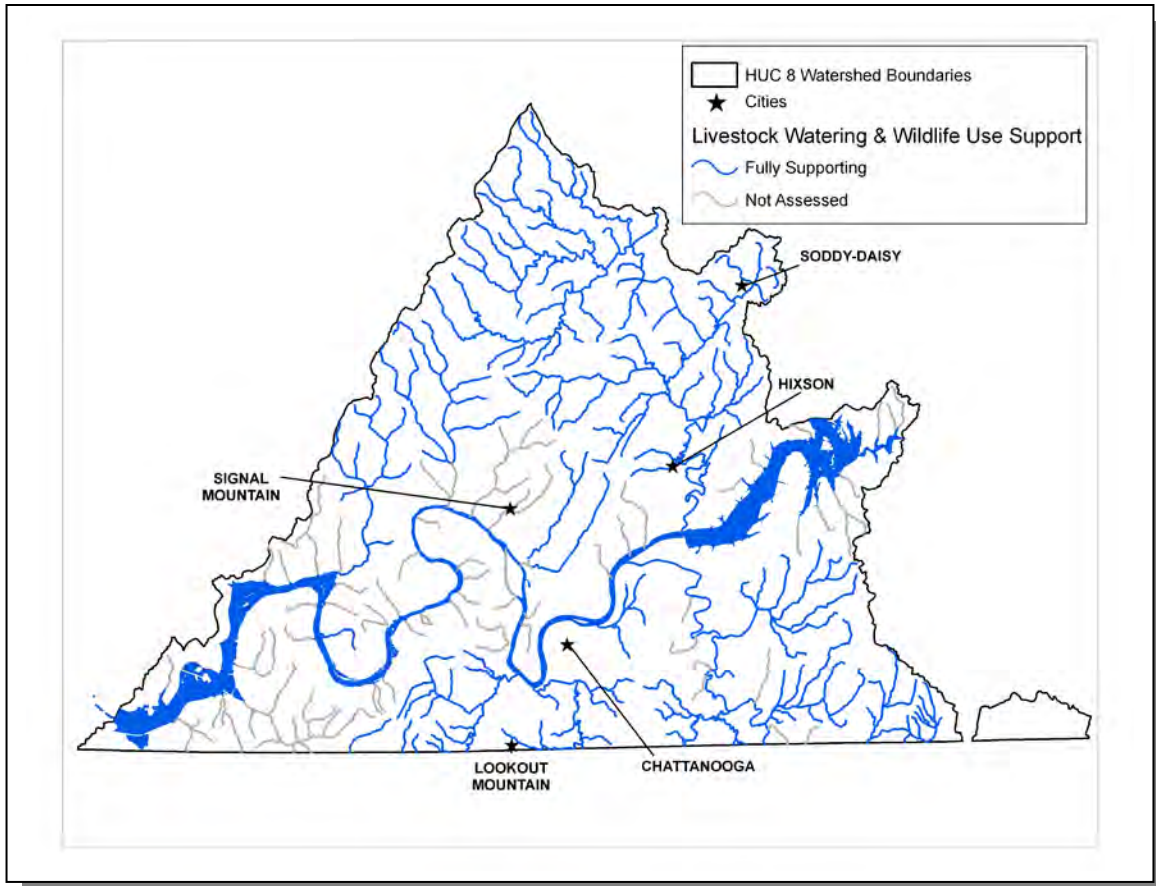 HUC 8 Watershed Boundaries
Cities
Livestock Watering & Wildlife Use Support
Fully Supporting
Not Assessed
SODDY-DAISY
HIXSON
SIGNAL
MOUNTAIN
LOOKOUT
MOUNTAIN
CHATTANOOGA